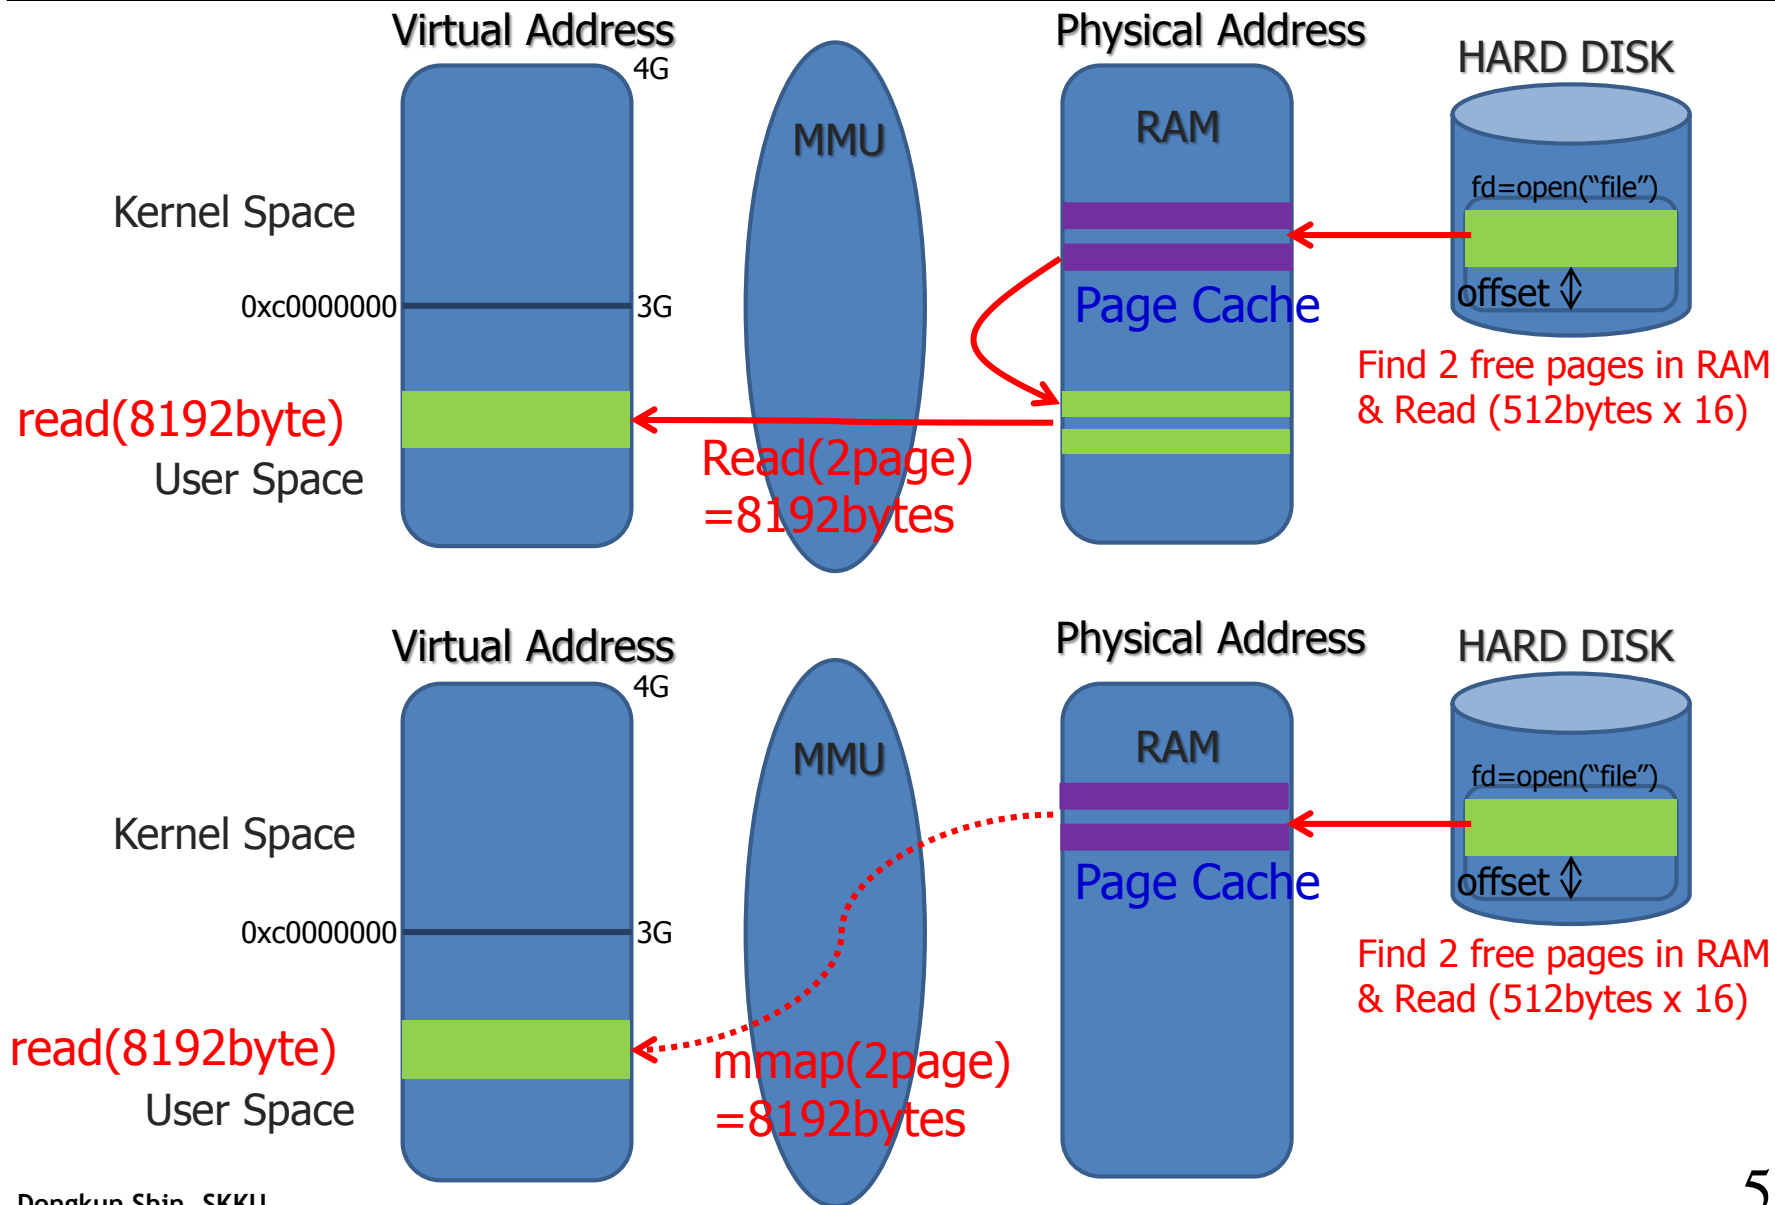 Virtual Address
Physical Address
HARD DISK
4G
MMU
RAM
fd=open("file")
Kernel Space
offset
0xc0000000
3G
Page Cache
Find 2 free pages in RAM
& Read (512bytes x 16)
read(8192byte)
Read(2page)
=8192bytes
User Space
Virtual Address
Physical Address
HARD DISK
4G
MMU
RAM
fd=open("file")
Kernel Space
Page Cache
offset
0xc0000000
3G
Find 2 free pages in RAM
& Read (512bytes x 16)
read(8192byte)
mmap(2page)
=8192bytes
User Space
Dongkun Shin, SKKU
5